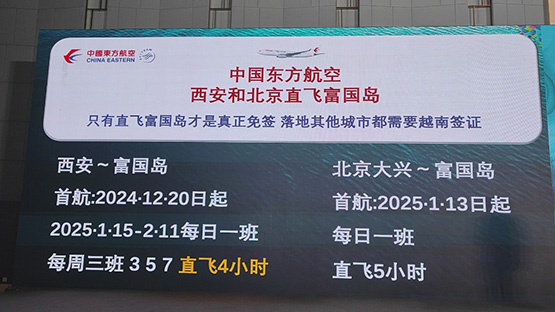 中國東方航空
CHINA EASTERN
中国东方航空
西安和北京直飞富国岛
只有直飞富国岛才是真正免签 落地其他城市都需要越南签证
西安~富国岛
首航:2024·12·20日起
2025·1·15-2·11每日一班
每周三班 3 5 7 直飞4小时
北京大兴~富国岛
首航:2025·1·13日起
每日一班
直飞5小时